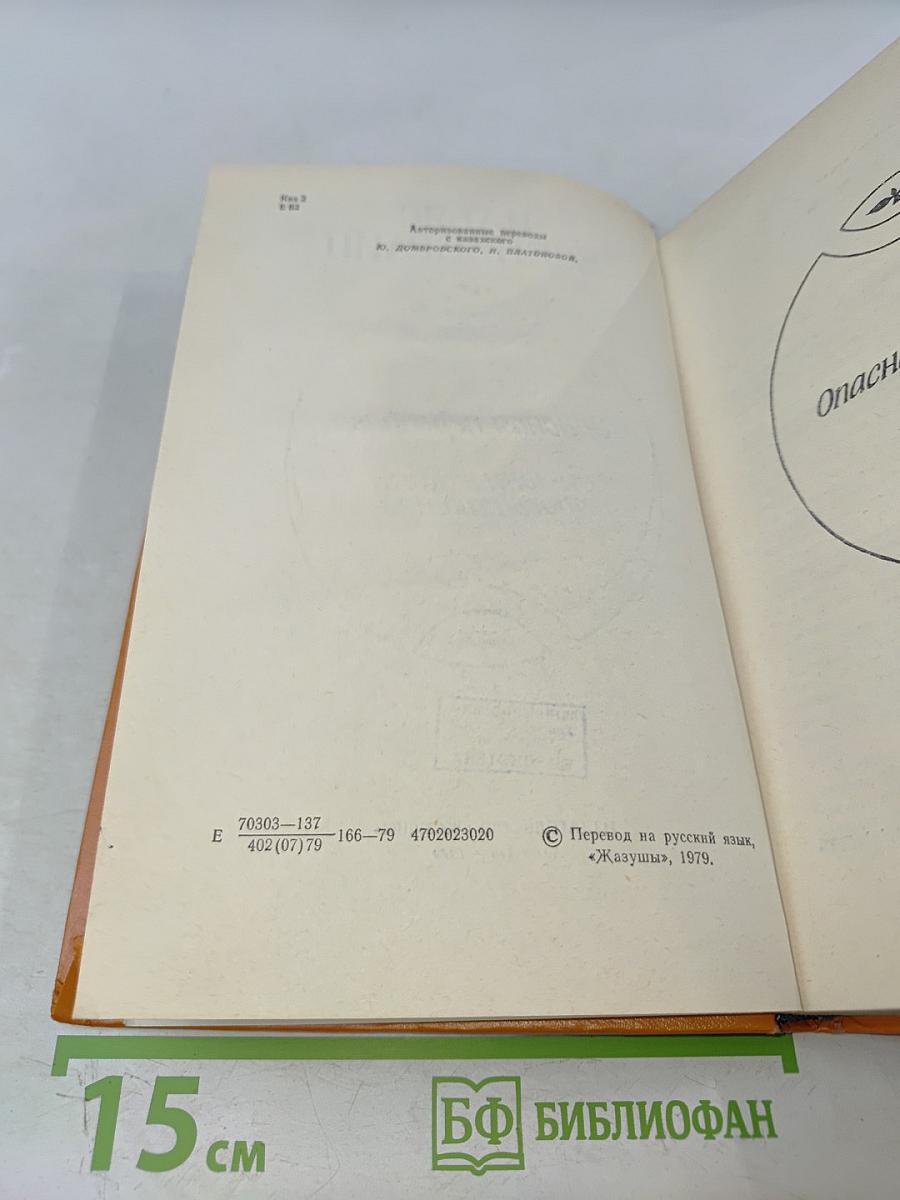 Каз 2
Е 82
Авторизованные переводы
с казахского
Ю. ДОМБРОВСКОГО, Н. ПЛАТОНОВОЙ.
Опасна
Е 70303—137
402(07)79 166—79 4702023020
© Перевод на русский язык,
«Жазушы», 1979.
15 см
БФ БИБЛИОФАН